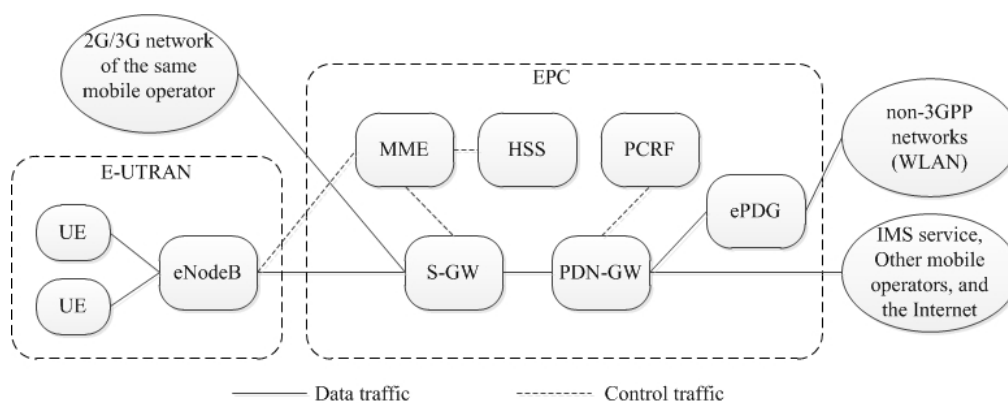 2G/3G network
of the same
mobile operator
EPC
non-3GPP
networks
(WLAN)
MME
HSS
PCRF
E-UTRAN
ePDG
UE
eNodeB
UE
S-GW
PDN-GW
IMS service,
Other mobile
operators, and
the Internet
Data traffic
Control traffic